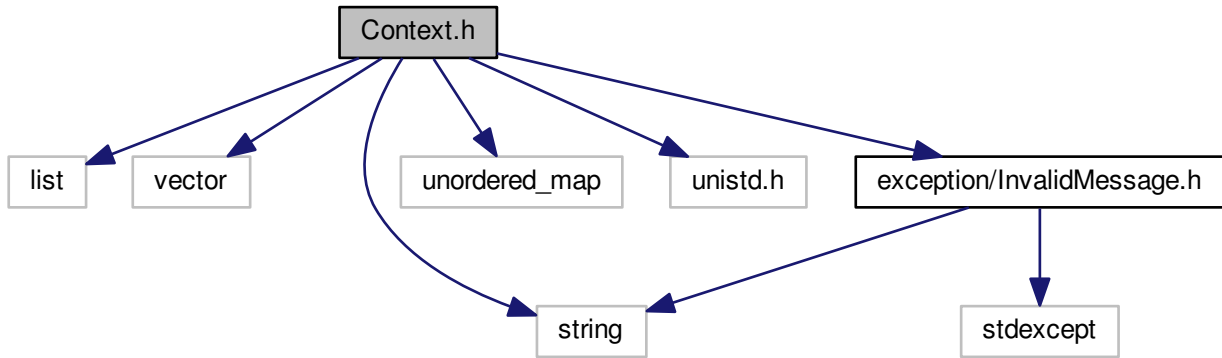 Context.h
list
vector
unordered_map
unistd.h
exception/InvalidMessage.h
string
stdexcept